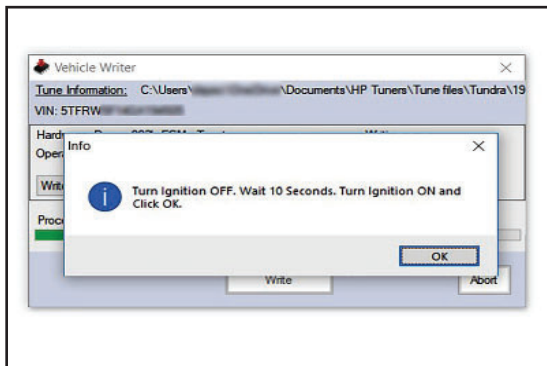 Vehicle Writer
Tune Information: C:\Users\ \Documents\HP Tuners\Tune files\Tundra\19
VIN: 5TFRW
Info
Turn Ignition OFF. Wait 10 Seconds. Turn Ignition ON and
Click OK.
OK
Write
Abort